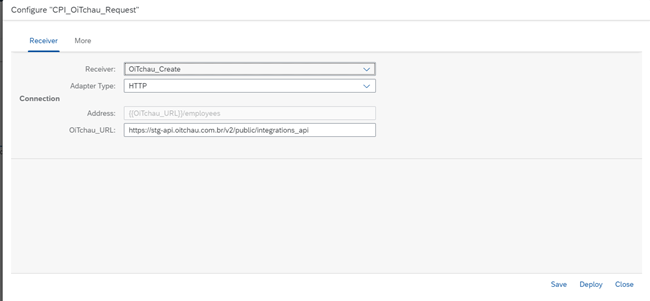 Configure "CPI_OiTchau_Request"
Receiver More
Receiver: OiTchau_Create
Adapter Type: HTTP
Connection
Address: {{OiTchau_URL}}/employees
OiTchau_URL: https://stg-api.oitchau.com.br/v2/public/integrations_api
Save Deploy Close